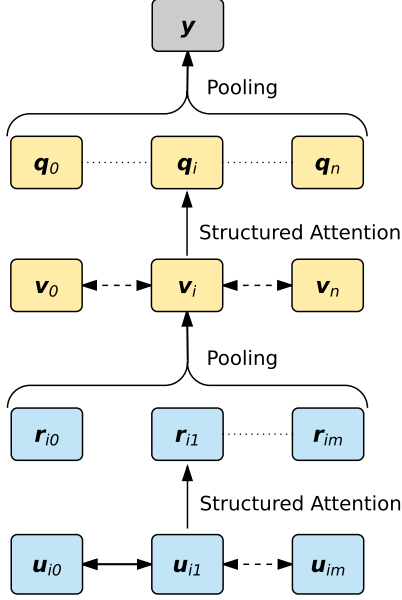 y
Pooling
q0 qi qn
Structured Attention
v0 vi vn
Pooling
ri0 ri1 rim
Structured Attention
ui0 ui1 uim